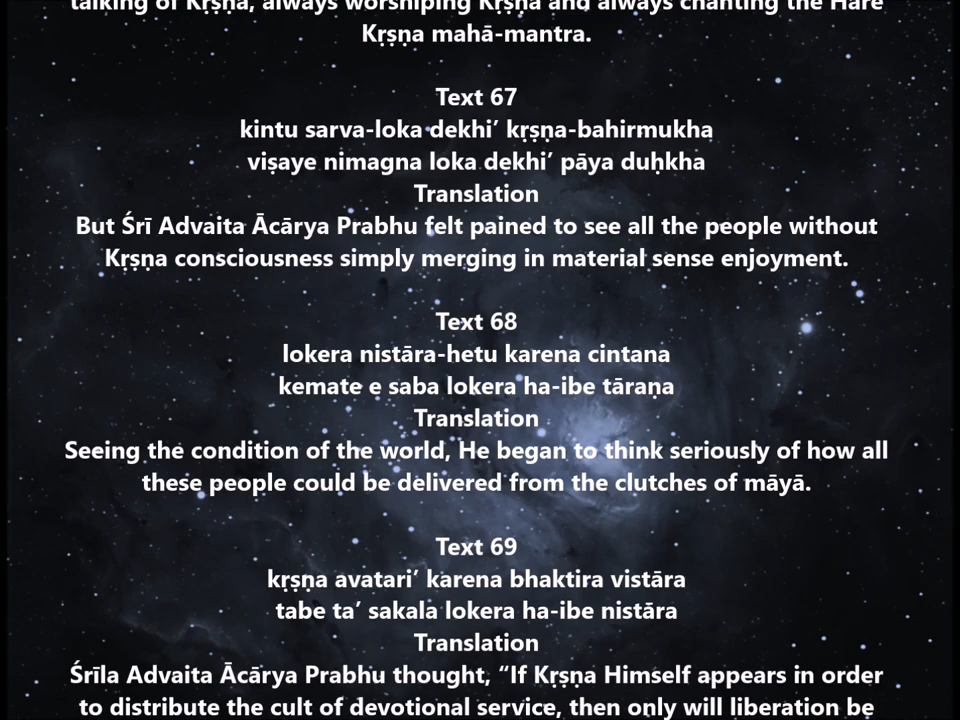 talking of Kṛṣṇa, always worshiping Kṛṣṇa and always chanting the Hare
Kṛṣṇa mahā-mantra.
Text 67
kintu sarva-loka dekhi’ kṛṣṇa-bahirmukha
viṣaye nimagna loka dekhi’ pāya duḥkha
Translation
But Śrī Advaita Ācārya Prabhu felt pained to see all the people without
Kṛṣṇa consciousness simply merging in material sense enjoyment.
Text 68
lokera nistāra-hetu karena cintana
kemate e saba lokera ha-ibe tāraṇa
Translation
Seeing the condition of the world, He began to think seriously of how all
these people could be delivered from the clutches of māyā.
Text 69
kṛṣṇa avatari’ karena bhaktira vistāra
tabe ta’ sakala lokera ha-ibe nistāra
Translation
Śrīla Advaita Ācārya Prabhu thought, “If Kṛṣṇa Himself appears in order
to distribute the cult of devotional service, then only will liberation be